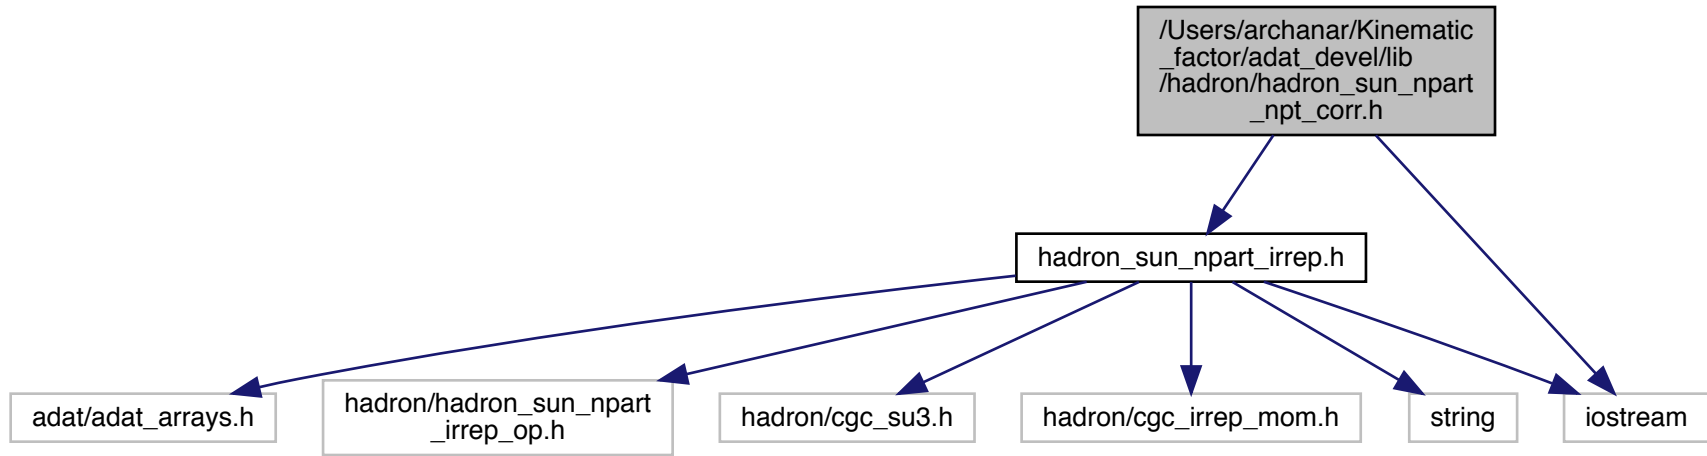 /Users/archanar/Kinematic
_factor/adat_devel/lib
/hadron/hadron_sun_npart
_npt_corr.h
hadron_sun_npart_irrep.h
adat/adat_arrays.h
hadron/hadron_sun_npart
_irrep_op.h
hadron/cgc_su3.h
hadron/cgc_irrep_mom.h
string
iostream